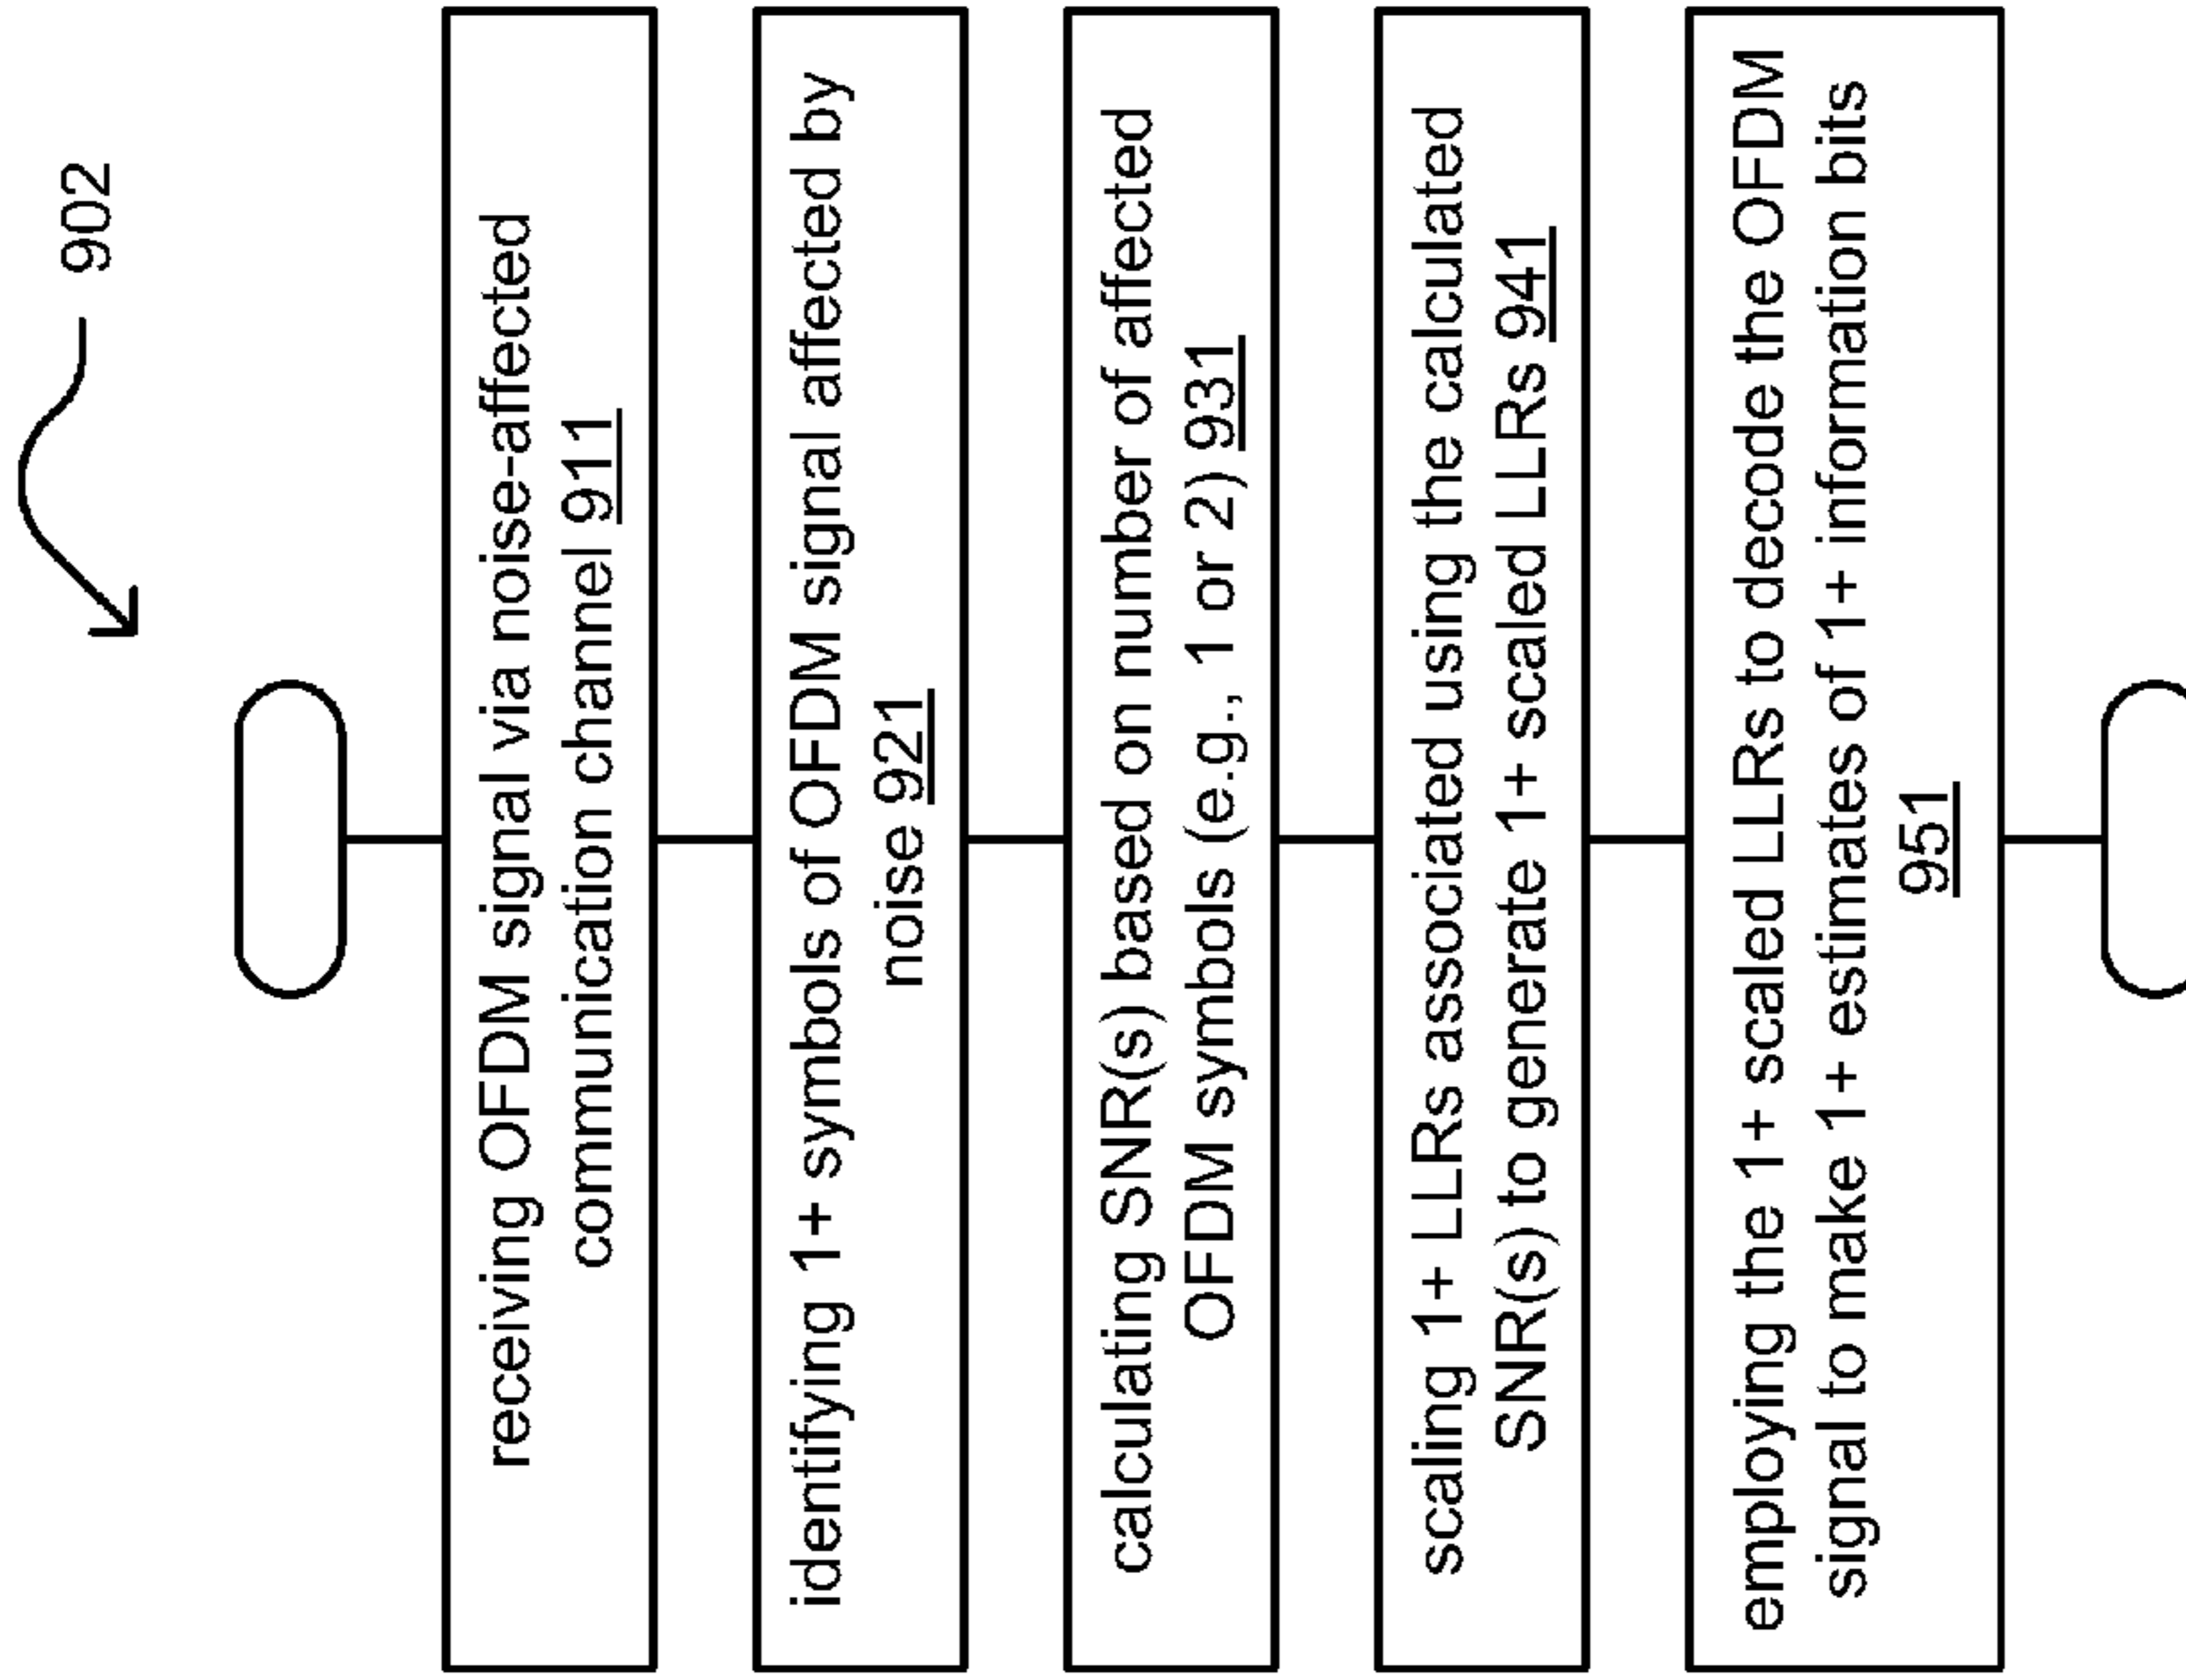 902
receiving OFDM signal via noise-affected
communication channel 911
identifying 1+ symbols of OFDM signal affected by
noise 921
calculating SNR(s) based on number of affected
OFDM symbols (e.g., 1 or 2) 931
scaling 1+ LLRs associated using the calculated
SNR(s) to generate 1+ scaled LLRs 941
employing the 1+ scaled LLRs to decode the OFDM
signal to make 1+ estimates of 1+ information bits
951